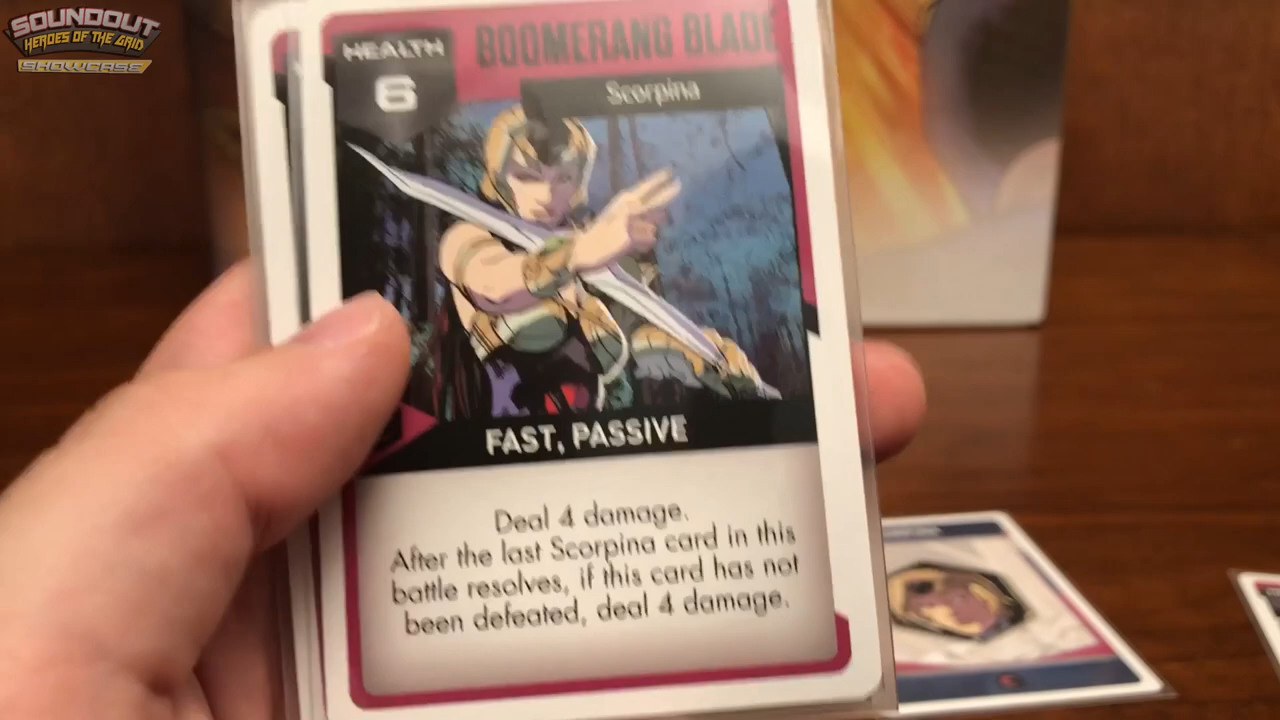 SOUNDOUT
HEROES OF THE GRID
SHOWCASE
HEALTH
6
BOOMERANG BLADE
Scorpina
FAST, PASSIVE
Deal 4 damage.
After the last Scorpina card in this
battle resolves, if this card has not
been defeated, deal 4 damage.